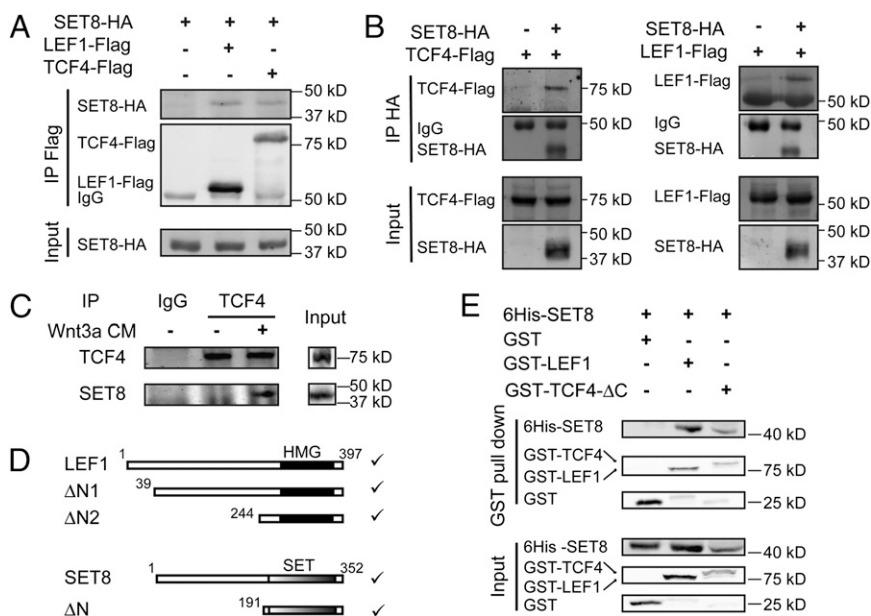 A
SET8-HA + + +
LEF1-Flag - + -
TCF4-Flag - - +
IP Flag
SET8-HA
50 kD
37 kD
TCF4-Flag
75 kD
LEF1-Flag
IgG
50 kD
Input
SET8-HA
50 kD
37 kD
B
SET8-HA - +
TCF4-Flag + +
IP HA
TCF4-Flag
75 kD
IgG
50 kD
SET8-HA
Input
TCF4-Flag
75 kD
SET8-HA
50 kD
37 kD
SET8-HA - +
LEF1-Flag + +
LEF1-Flag
50 kD
IgG
50 kD
SET8-HA
LEF1-Flag
50 kD
SET8-HA
50 kD
37 kD
C
IP IgG TCF4
Input
Wnt3a CM - - +
TCF4
75 kD
SET8
50 kD
37 kD
D
1 HMG 397
LEF1 ✓
39
ΔN1 ✓
244
ΔN2 ✓
1 SET 352
SET8 ✓
191
ΔN ✓
E
6His-SET8 + + +
GST + - -
GST-LEF1 - + -
GST-TCF4-ΔC - - +
GST pull down
6His-SET8
40 kD
GST-TCF4
GST-LEF1
75 kD
GST
25 kD
Input
6His -SET8
40 kD
GST-TCF4
GST-LEF1
75 kD
GST
25 kD